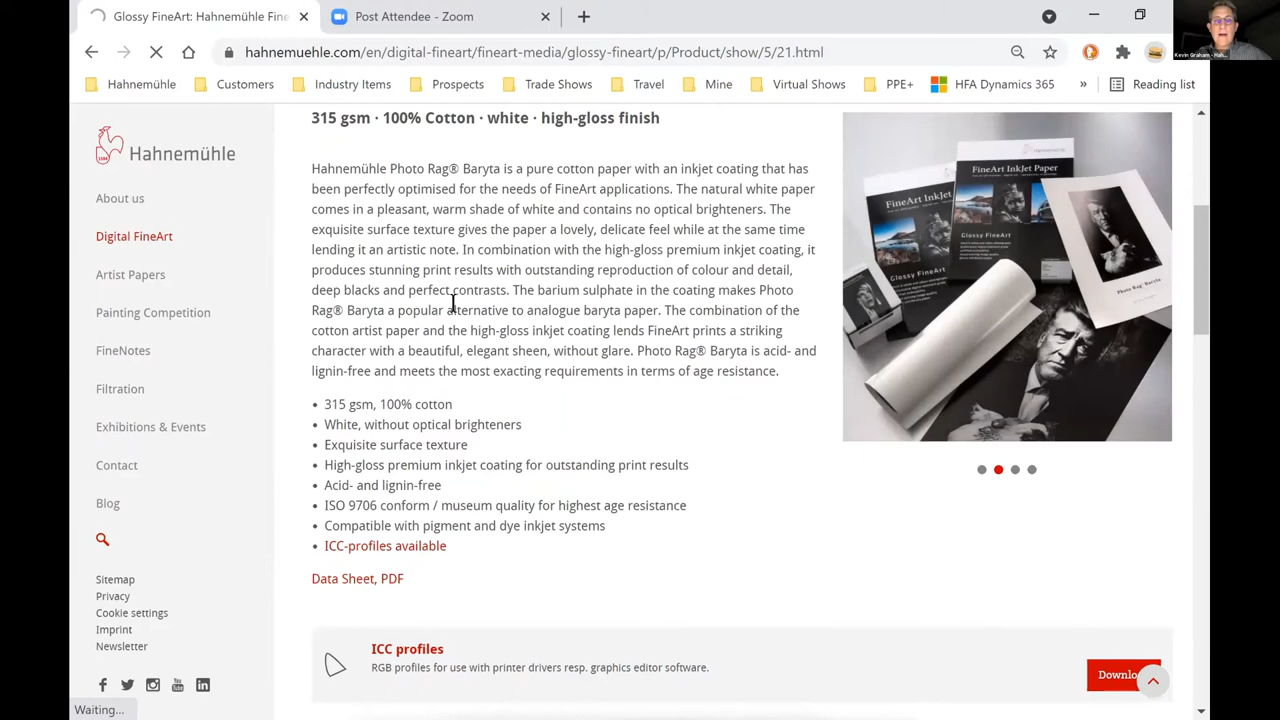 Glossy FineArt: Hahnemühle Fine
Post Attendee - Zoom
hahnemuehle.com/en/digital-fineart/fineart-media/glossy-fineart/p/Product/show/5/21.html
Hahnemühle
Customers
Industry Items
Prospects
Trade Shows
Travel
Mine
Virtual Shows
PPE+
HFA Dynamics 365
»
Reading list
Hahnemühle
About us
Digital FineArt
Artist Papers
Painting Competition
FineNotes
Filtration
Exhibitions & Events
Contact
Blog
Sitemap
Privacy
Cookie settings
Imprint
Newsletter
Waiting...
315 gsm · 100% Cotton · white · high-gloss finish
Hahnemühle Photo Rag® Baryta is a pure cotton paper with an inkjet coating that has
been perfectly optimised for the needs of FineArt applications. The natural white paper
comes in a pleasant, warm shade of white and contains no optical brighteners. The
exquisite surface texture gives the paper a lovely, delicate feel while at the same time
lending it an artistic note. In combination with the high-gloss premium inkjet coating, it
produces stunning print results with outstanding reproduction of colour and detail,
deep blacks and perfect contrasts. The barium sulphate in the coating makes Photo
Rag® Baryta a popular alternative to analogue baryta paper. The combination of the
cotton artist paper and the high-gloss inkjet coating lends FineArt prints a striking
character with a beautiful, elegant sheen, without glare. Photo Rag® Baryta is acid- and
lignin-free and meets the most exacting requirements in terms of age resistance.
• 315 gsm, 100% cotton
• White, without optical brighteners
• Exquisite surface texture
• High-gloss premium inkjet coating for outstanding print results
• Acid- and lignin-free
• ISO 9706 conform / museum quality for highest age resistance
• Compatible with pigment and dye inkjet systems
• ICC-profiles available
Data Sheet, PDF
ICC profiles
RGB profiles for use with printer drivers resp. graphics editor software.
Downlo
FineArt InkJet Paper
FineArt InkJet Paper
Glossy FineArt
Glossy FineArt
Photo Rag® Baryta
Kevin Graham - Hah...